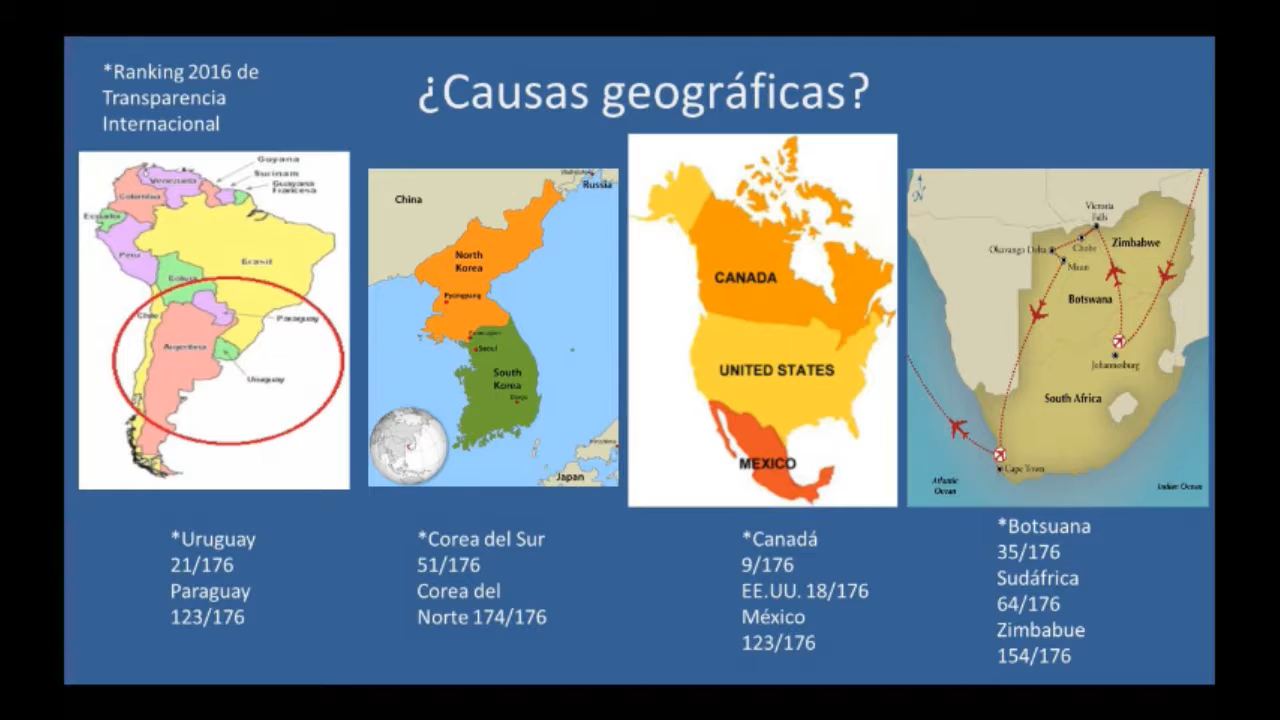 *Ranking 2016 de
Transparencia
Internacional
¿Causas geográficas?
Guyana
Surinam
Guayana
Francesa
Venezuela
Colombia
Ecuador
Perú
Brasil
Bolivia
Chile
Paraguay
Argentina
Uruguay
China
Russia
North
Korea
Pyongyang
Seoul
South
Korea
Japan
CANADA
UNITED STATES
MEXICO
N
Victoria
Falls
Okavango Delta
Chobe
Zimbabwe
Maun
Botswana
Johannesburg
South Africa
Cape Town
Atlantic
Ocean
Indian Ocean
*Uruguay
21/176
Paraguay
123/176
*Corea del Sur
51/176
Corea del
Norte 174/176
*Canadá
9/176
EE.UU. 18/176
México
123/176
*Botsuana
35/176
Sudáfrica
64/176
Zimbabue
154/176